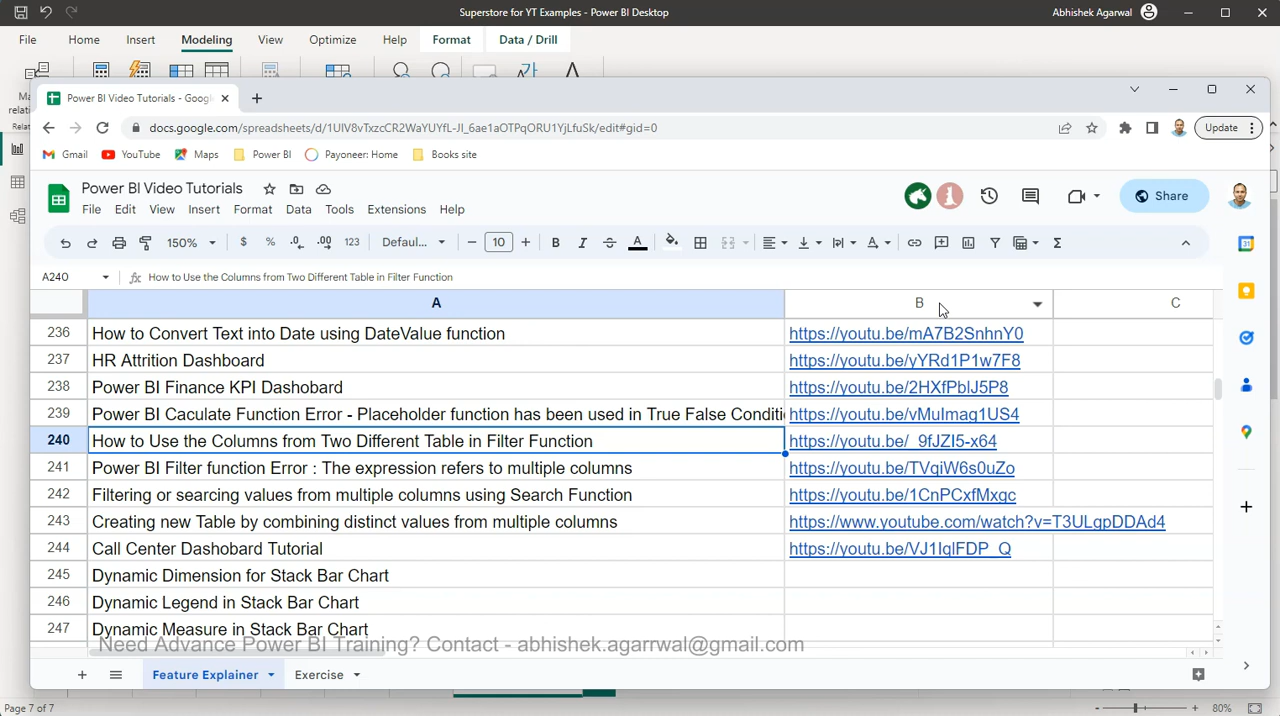 Superstore for YT Examples - Power BI Desktop
Abhishek Agarwal
File Home Insert Modeling View Optimize Help Format Data / Drill
Power BI Video Tutorials - Goog
docs.google.com/spreadsheets/d/1UIV8vTxzcCR2WaYUYfL-JI_6ae1aOTPqORU1YjLfuSk/edit#gid=0
Update
Gmail YouTube Maps Power BI Payoneer: Home Books site
Power BI Video Tutorials
Share
File Edit View Insert Format Data Tools Extensions Help
150% $ % .0 .00 123 Defaul... 10 B I A
A240 fx How to Use the Columns from Two Different Table in Filter Function
A B C
236 How to Convert Text into Date using DateValue function https://youtu.be/mA7B2SnhnY0
237 HR Attrition Dashboard https://youtu.be/yYRd1P1w7F8
238 Power BI Finance KPI Dashobard https://youtu.be/2HXfPblJ5P8
239 Power BI Caculate Function Error - Placeholder function has been used in True False Conditi https://youtu.be/vMuImag1US4
240 How to Use the Columns from Two Different Table in Filter Function https://youtu.be/_9fJZI5-x64
241 Power BI Filter function Error : The expression refers to multiple columns https://youtu.be/TVqiW6s0uZo
242 Filtering or searcing values from multiple columns using Search Function https://youtu.be/1CnPCxfMxqc
243 Creating new Table by combining distinct values from multiple columns https://www.youtube.com/watch?v=T3ULgpDDAd4
244 Call Center Dashobard Tutorial https://youtu.be/VJ1IqlFDP_Q
245 Dynamic Dimension for Stack Bar Chart
246 Dynamic Legend in Stack Bar Chart
247 Dynamic Measure in Stack Bar Chart
Need Advance Power BI Training? Contact - abhishek.agarrwal@gmail.com
Feature Explainer Exercise
Page 7 of 7
80%